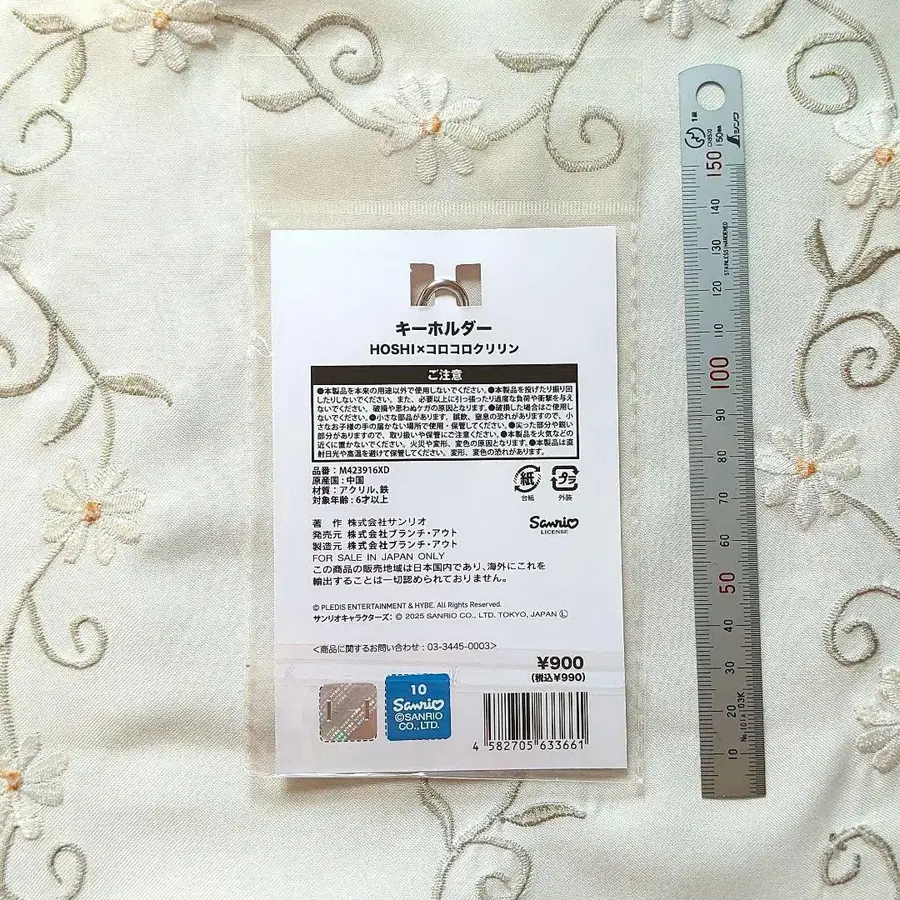 キーホルダー
HOSHI×コロコロクリリン
ご注意
●本製品を本来の用途以外で使用しないでください。●本製品を投げたり振り回
したりしないでください。また、必要以上に引っ張ったり過度な負荷や衝撃を与え
ないでください。破損や思わぬケガの原因となります。●破損した場合はご使用し
ないでください。●小さな部品があります。誤飲、窒息の恐れがありますので、小
さなお子様の手の届かない場所で使用・保管してください。●尖った部分や鋭い
部分がありますので、取り扱いや保管にご注意ください。●本製品を火気などの
近くに置かないでください。火災や変形、変色の原因となります。●本製品は直
射日光や高温を避けて保管してください。変形、変色の恐れがあります。
品番：M423916XD
原産国：中国
材質：アクリル、鉄
対象年齢：6才以上
紙
台紙
プラ
外装
著　作 株式会社サンリオ
発売元 株式会社ブランチ・アウト
製造元 株式会社ブランチ・アウト
Sanrio
LICENSE
FOR SALE IN JAPAN ONLY
この商品の販売地域は日本国内であり、海外にこれを
輸出することは一切認められておりません。
© PLEDIS ENTERTAINMENT & HYBE. All Rights Reserved.
サンリオキャラクターズ：© 2025 SANRIO CO., LTD. TOKYO, JAPAN Ⓛ
＜商品に関するお問い合わせ：03-3445-0003＞
¥900
(税込¥990)
10
Sanrio
©SANRIO
CO., LTD.
4 582705 633661
1級
150mm
シンワ
150
140
130
STAINLESS HARDENED
120
110
100
90
80
70
60
50
40
30
20
10